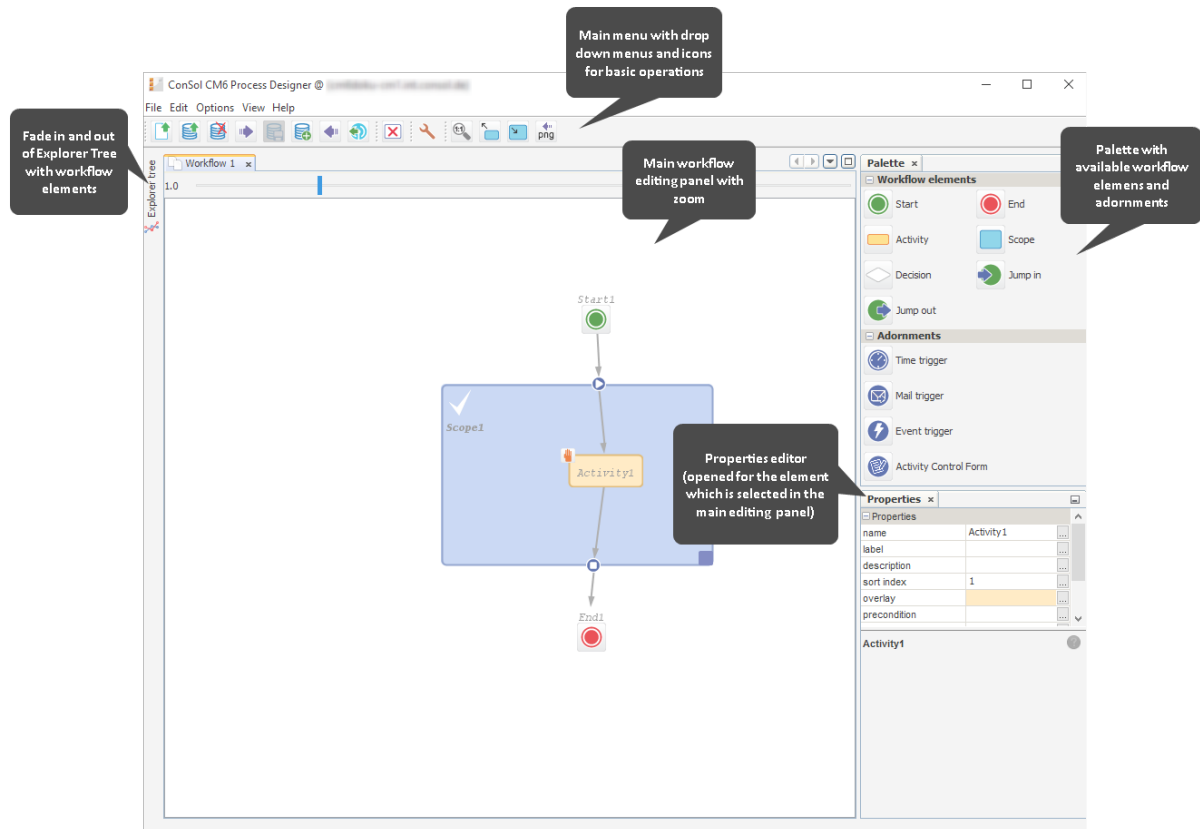 Main menu with drop
down menus and icons
for basic operations
ConSol CM6 Process Designer @
File Edit Options View Help
Fade in and out
of Explorer Tree
with workflow
elements
1:1
png
Explorer tree
Workflow 1
1.0
Main workflow
editing panel with
zoom
Palette
Palette with
available workflow
elemens and
adornments
Workflow elements
Start End
Activity Scope
Decision Jump in
Jump out
Adornments
Time trigger
Mail trigger
Event trigger
Activity Control Form
Start1
Scope1
Activity1
End1
Properties editor
(opened for the element
which is selected in the
main editing panel)
Properties
Properties
name Activity1
label
description
sort index 1
overlay
precondition
Activity1